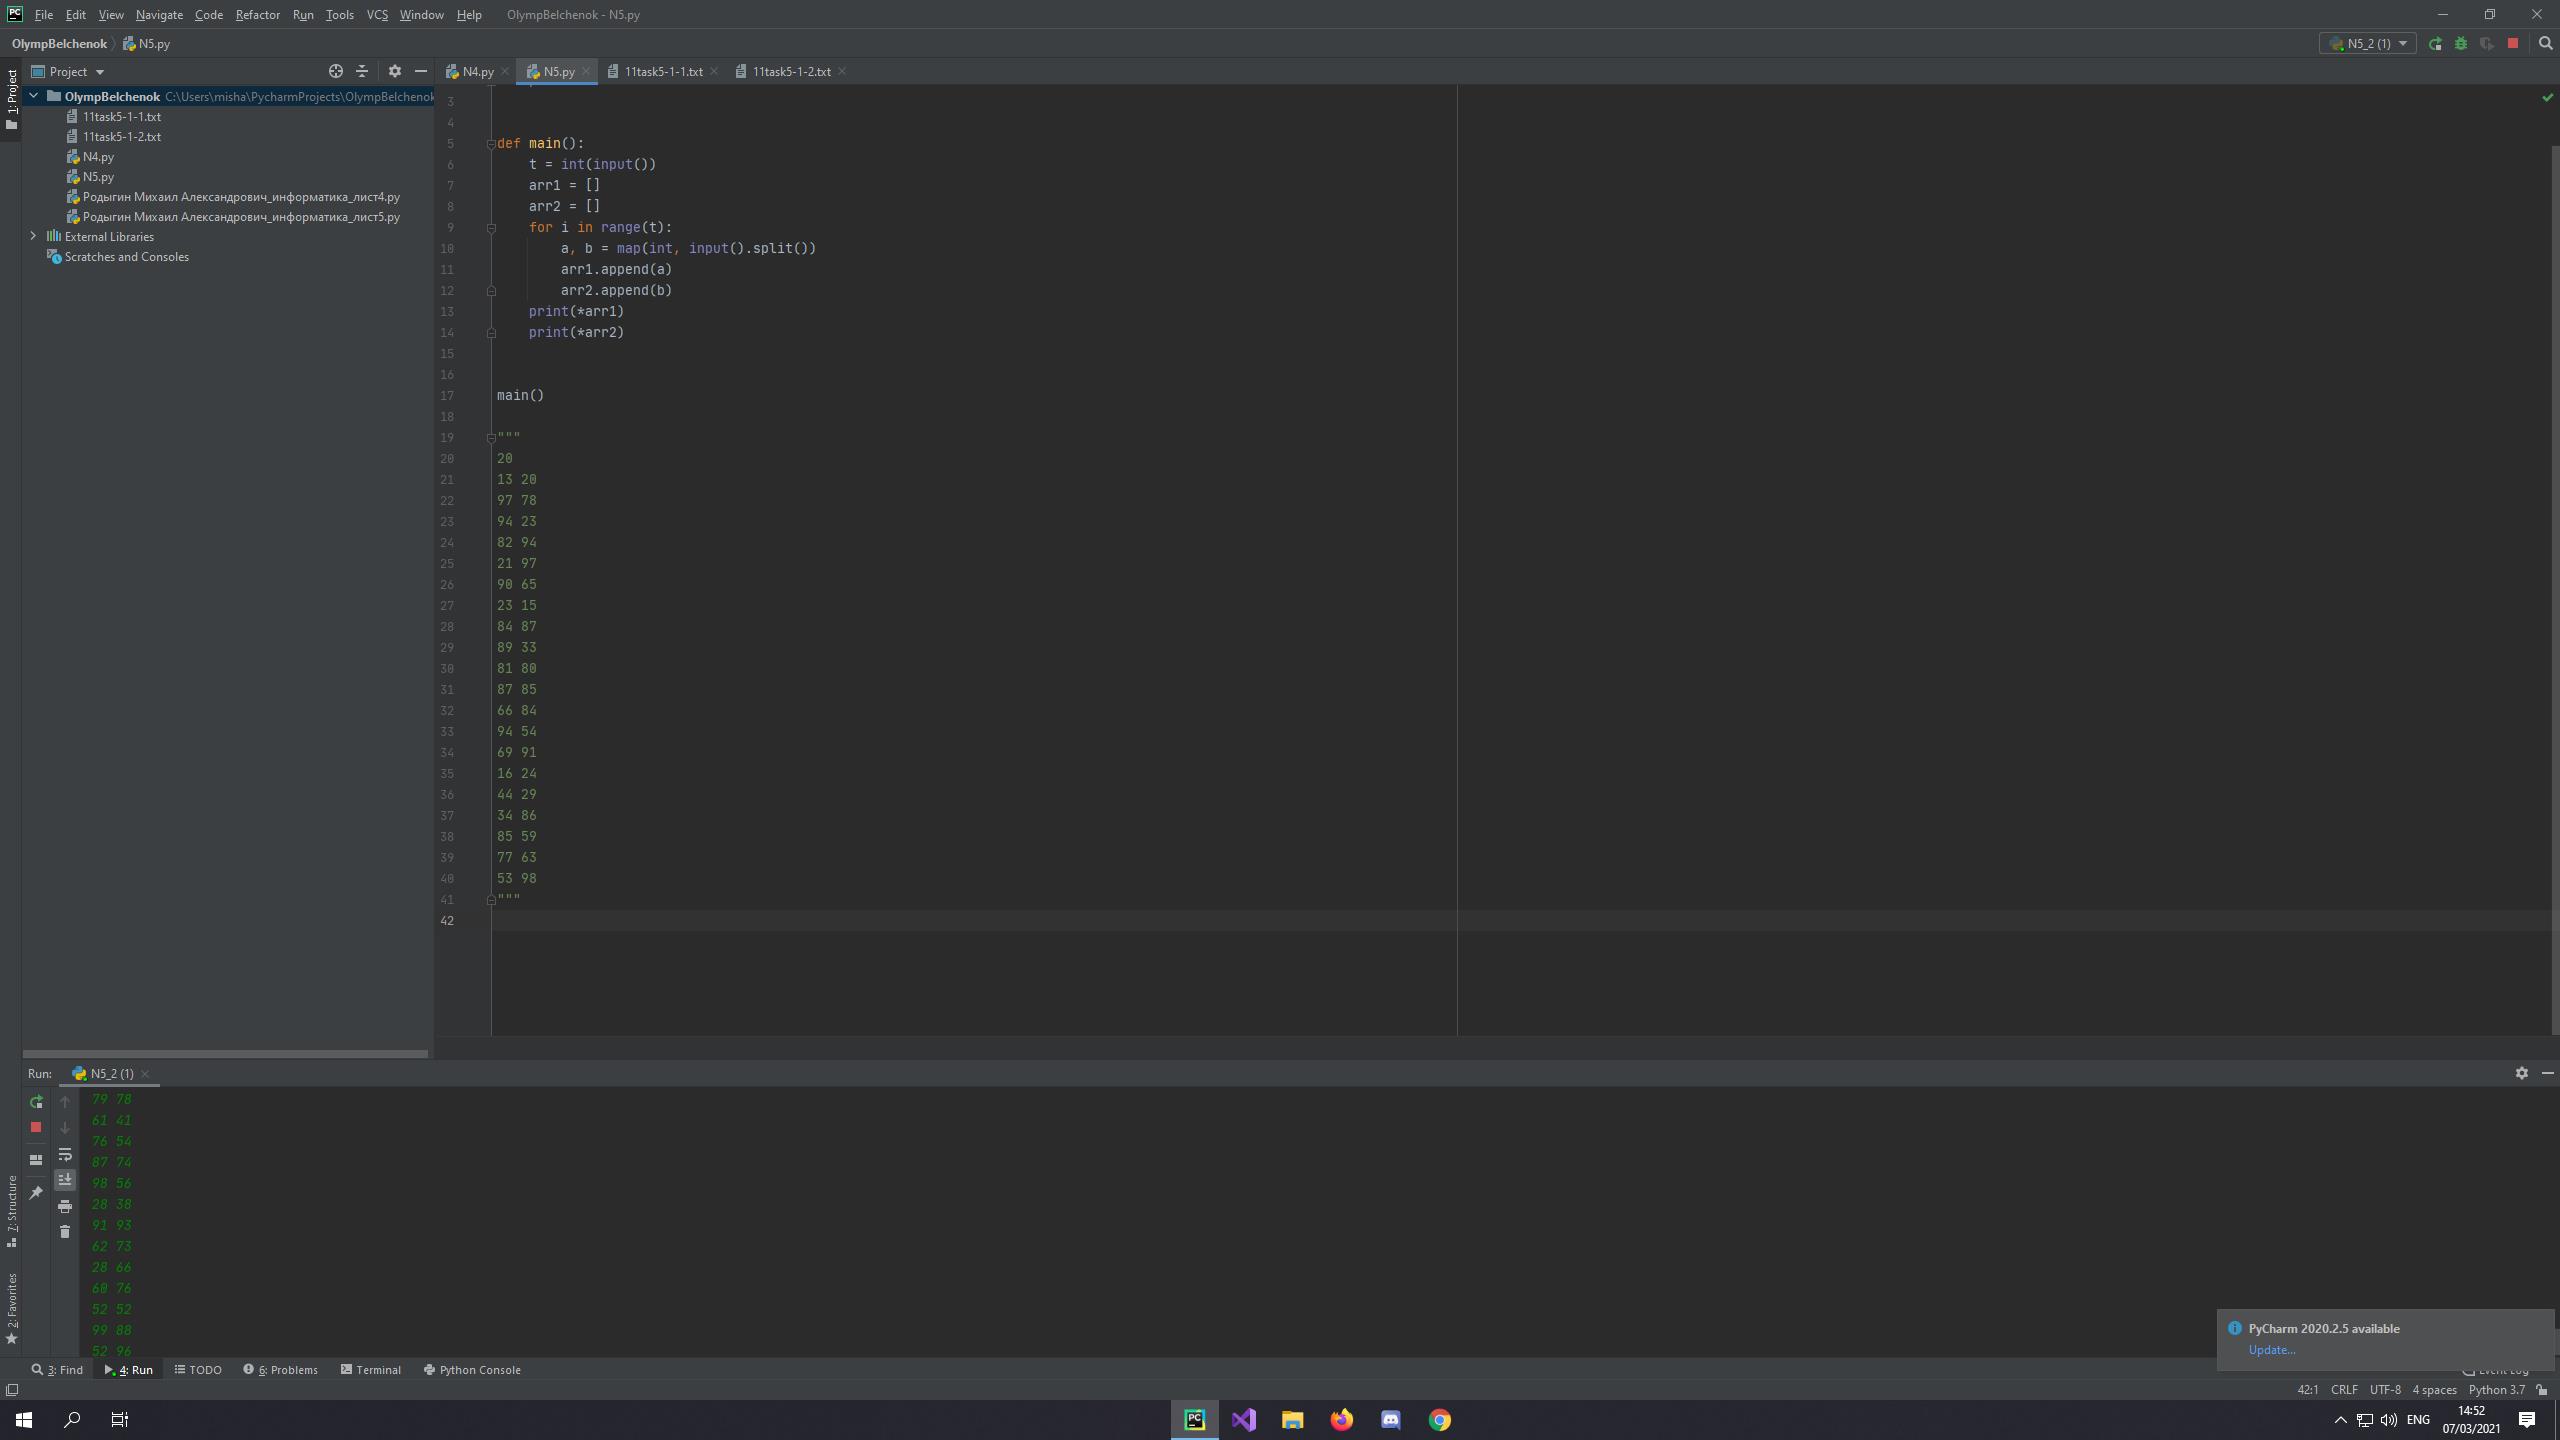 File Edit View Navigate Code Refactor Run Tools VCS Window Help OlympBelchenok - N5.py
OlympBelchenok N5.py
N5_2 (1)
1: Project
Project
N4.py N5.py 11task5-1-1.txt 11task5-1-2.txt
OlympBelchenok C:\Users\misha\PycharmProjects\OlympBelchenok
11task5-1-1.txt
11task5-1-2.txt
N4.py
N5.py
Родыгин Михаил Александрович_информатика_лист4.py
Родыгин Михаил Александрович_информатика_лист5.py
External Libraries
Scratches and Consoles
3
4
5 def main():
6 t = int(input())
7 arr1 = []
8 arr2 = []
9 for i in range(t):
10 a, b = map(int, input().split())
11 arr1.append(a)
12 arr2.append(b)
13 print(*arr1)
14 print(*arr2)
15
16
17 main()
18
19 """
20 20
21 13 20
22 97 78
23 94 23
24 82 94
25 21 97
26 90 65
27 23 15
28 84 87
29 89 33
30 81 80
31 87 85
32 66 84
33 94 54
34 69 91
35 16 24
36 44 29
37 34 86
38 85 59
39 77 63
40 53 98
41 """
42
Run: N5_2 (1)
79 78
61 41
76 54
87 74
98 56
28 38
91 93
62 73
28 66
60 76
52 52
99 88
52 96
7: Structure
2: Favorites
PyCharm 2020.2.5 available
Update...
3: Find 4: Run TODO 6: Problems Terminal Python Console Event Log
42:1 CRLF UTF-8 4 spaces Python 3.7
ENG 14:52
07/03/2021